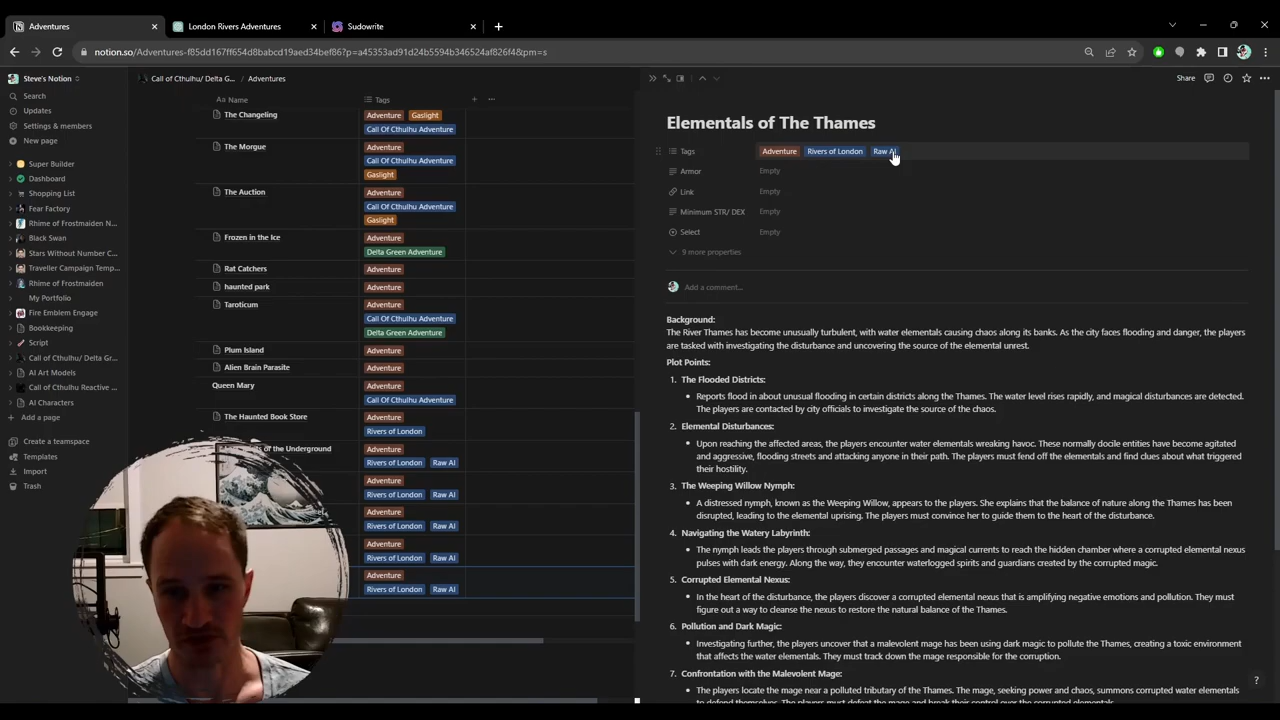 Adventures
London Rivers Adventures
Sudowrite
notion.so/Adventures-f85dd167ff654d8babcd19aed34bef86?p=a45353ad91d24b5594b346524af826f4&pm=s
Steve's Notion
Search
Updates
Settings & members
New page
Super Builder
Dashboard
Shopping List
Fear Factory
Rhime of Frostmaiden N...
Black Swan
Stars Without Number C...
Traveller Campaign Temp...
Rhime of Frostmaiden
My Portfolio
Fire Emblem Engage
Bookkeeping
Script
Call of Cthulhu/ Delta Gr...
AI Art Models
Call of Cthulhu Reactive ...
AI Characters
Add a page
Create a teamspace
Templates
Import
Trash
Call of Cthulhu/ Delta G... / Adventures
Aa Name Tags
The Changeling Adventure Gaslight
Call Of Cthulhu Adventure
The Morgue Adventure
Call Of Cthulhu Adventure
Gaslight
The Auction Adventure
Call Of Cthulhu Adventure
Gaslight
Frozen in the Ice Adventure
Delta Green Adventure
Rat Catchers Adventure
haunted park Adventure
Taroticum Adventure
Call Of Cthulhu Adventure
Delta Green Adventure
Plum Island Adventure
Alien Brain Parasite Adventure
Queen Mary Adventure
Call Of Cthulhu Adventure
The Haunted Book Store Adventure
Rivers of London
of the Underground Adventure
Rivers of London Raw AI
Adventure
Rivers of London Raw AI
Adventure
Rivers of London Raw AI
Adventure
Rivers of London Raw AI
Adventure
Rivers of London Raw AI
Share
Elementals of The Thames
Tags Adventure Rivers of London Raw AI
Armor Empty
Link Empty
Minimum STR/ DEX Empty
Select Empty
9 more properties
Add a comment...
Background:
The River Thames has become unusually turbulent, with water elementals causing chaos along its banks. As the city faces flooding and danger, the players
are tasked with investigating the disturbance and uncovering the source of the elemental unrest.
Plot Points:
1. The Flooded Districts:
• Reports flood in about unusual flooding in certain districts along the Thames. The water level rises rapidly, and magical disturbances are detected.
The players are contacted by city officials to investigate the source of the chaos.
2. Elemental Disturbances:
• Upon reaching the affected areas, the players encounter water elementals wreaking havoc. These normally docile entities have become agitated
and aggressive, flooding streets and attacking anyone in their path. The players must fend off the elementals and find clues about what triggered
their hostility.
3. The Weeping Willow Nymph:
• A distressed nymph, known as the Weeping Willow, appears to the players. She explains that the balance of nature along the Thames has been
disrupted, leading to the elemental uprising. The players must convince her to guide them to the heart of the disturbance.
4. Navigating the Watery Labyrinth:
• The nymph leads the players through submerged passages and magical currents to reach the hidden chamber where a corrupted elemental nexus
pulses with dark energy. Along the way, they encounter waterlogged spirits and guardians created by the corrupted magic.
5. Corrupted Elemental Nexus:
• In the heart of the disturbance, the players discover a corrupted elemental nexus that is amplifying negative emotions and pollution. They must
figure out a way to cleanse the nexus to restore the natural balance of the Thames.
6. Pollution and Dark Magic:
• Investigating further, the players uncover that a malevolent mage has been using dark magic to pollute the Thames, creating a toxic environment
that affects the water elementals. They must track down the mage responsible for the corruption.
7. Confrontation with the Malevolent Mage:
• The players locate the mage near a polluted tributary of the Thames. The mage, seeking power and chaos, summons corrupted water elementals
to defend themselves. The players must defeat the mage and break their control over the corrupted elementals.
?